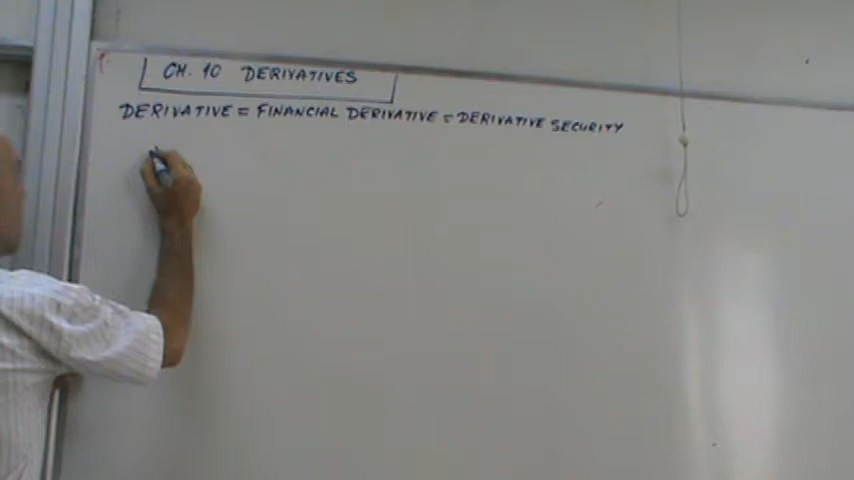 CH. 10 DERIVATIVES
DERIVATIVE = FINANCIAL DERIVATIVE = DERIVATIVE SECURITY